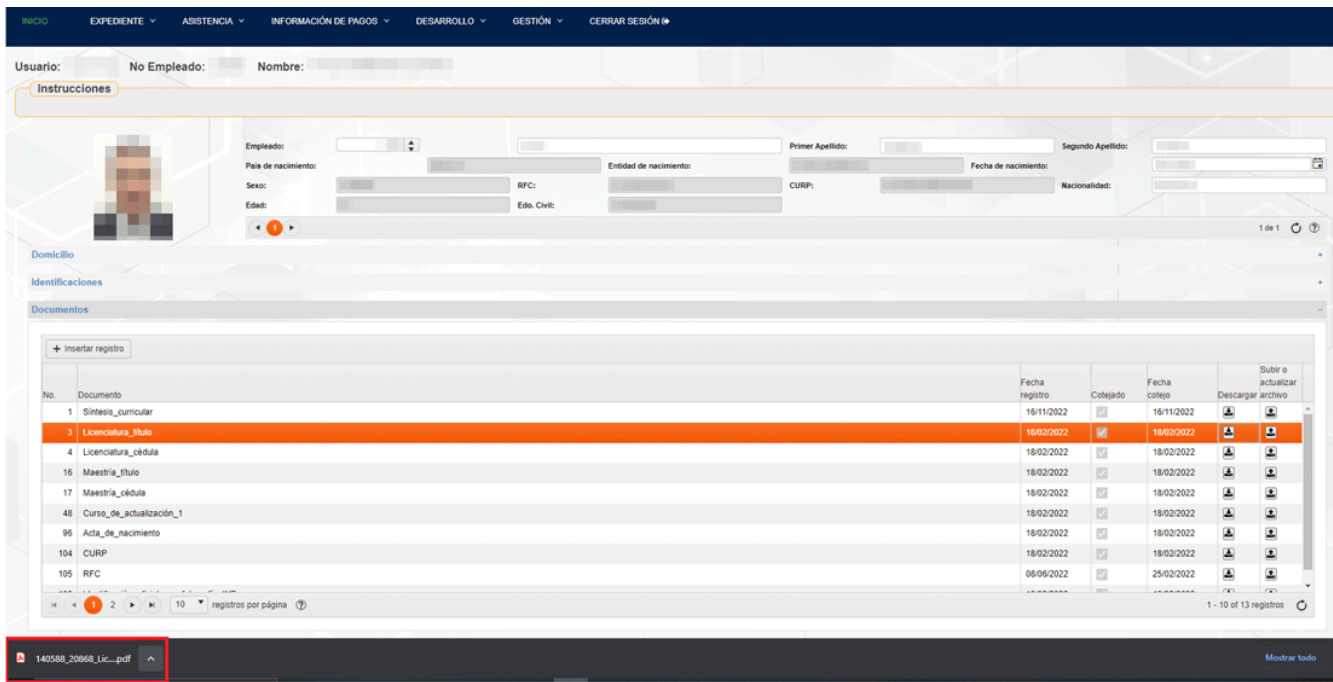 INICIO EXPEDIENTE ASISTENCIA INFORMACIÓN DE PAGOS DESARROLLO GESTIÓN CERRAR SESIÓN
Usuario: No Empleado: Nombre:
Instrucciones
Empleado: Primer Apellido: Segundo Apellido:
País de nacimiento: Entidad de nacimiento: Fecha de nacimiento:
Sexo: RFC: CURP: Nacionalidad:
Edad: Edo. Civil:
1 1 de 1
Domicilio +
Identificaciones +
Documentos −
+ Insertar registro
No. Documento Fecha registro Cotejado Fecha cotejo Descargar Subir o actualizar archivo
1 Síntesis_curricular 16/11/2022 16/11/2022
3 Licenciatura_título 18/02/2022 18/02/2022
4 Licenciatura_cédula 18/02/2022 18/02/2022
16 Maestría_título 18/02/2022 18/02/2022
17 Maestría_cédula 18/02/2022 18/02/2022
48 Curso_de_actualización_1 18/02/2022 18/02/2022
96 Acta_de_nacimiento 18/02/2022 18/02/2022
104 CURP 18/02/2022 18/02/2022
105 RFC 08/06/2022 25/02/2022
1 2 10 registros por página 1 - 10 of 13 registros
140588_20868_Lic....pdf Mostrar todo